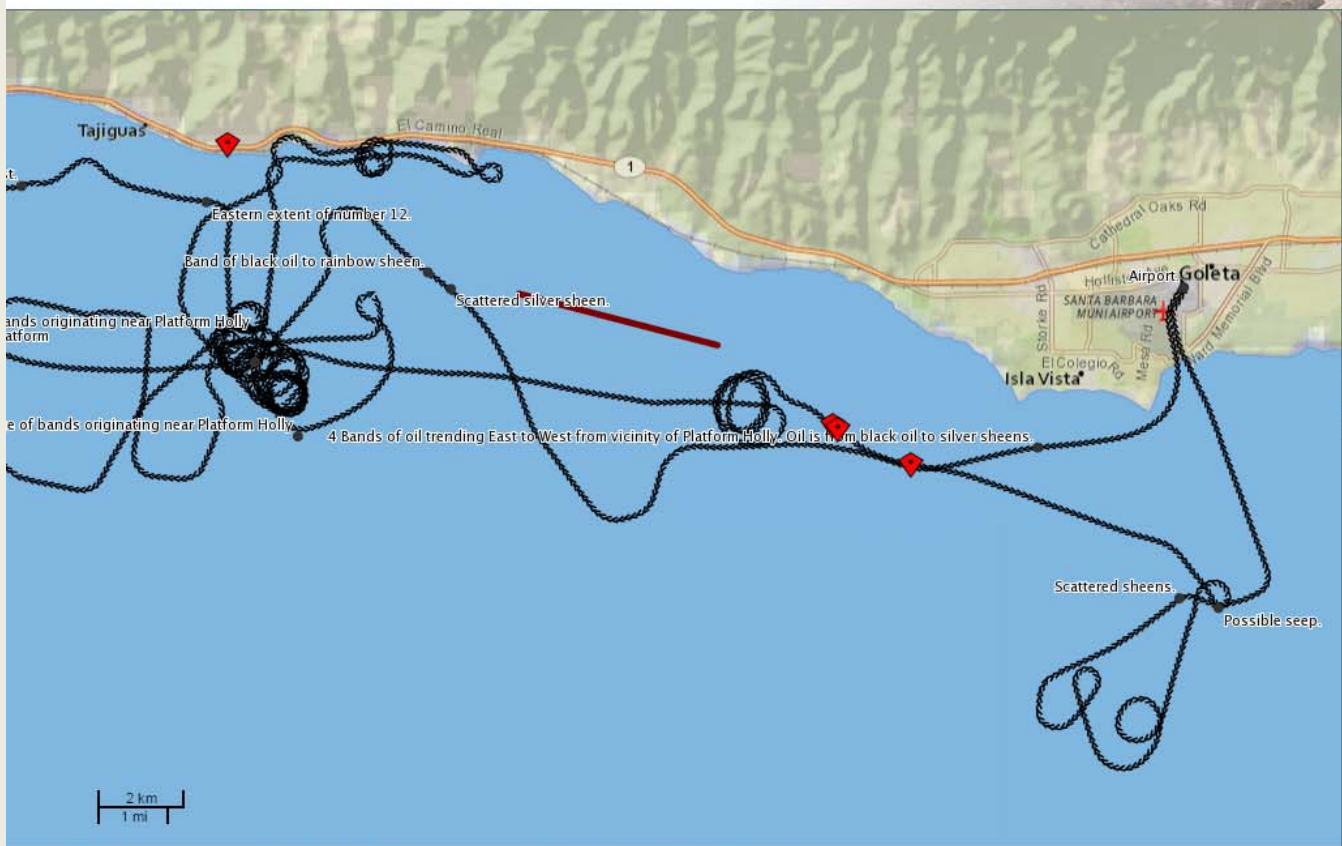 Tajiguas
El Camino Real
1
st.
Eastern extent of number 12.
Cathedral Oaks Rd
Band of black oil to rainbow sheen.
Airport
Goleta
Scattered silver sheen.
SANTA BARBARA
MUNI AIRPORT
Storke Rd
Ward Memorial Blvd
ands originating near Platform Holly
atform
Mesa Rd
El Colegio Rd
Isla Vista
e of bands originating near Platform Holly.
4 Bands of oil trending East to West from vicinity of Platform Holly. Oil is from black oil to silver sheens.
Scattered sheens.
Possible seep.
2 km
1 mi